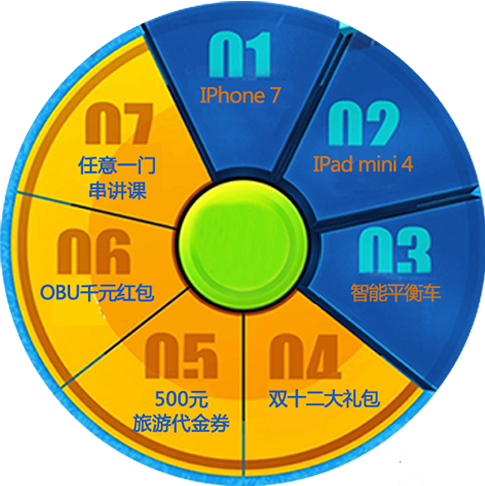 01
IPhone 7
02
IPad mini 4
03
智能平衡车
04
双十二大礼包
05
500元
旅游代金券
06
OBU千元红包
07
任意一门
串讲课